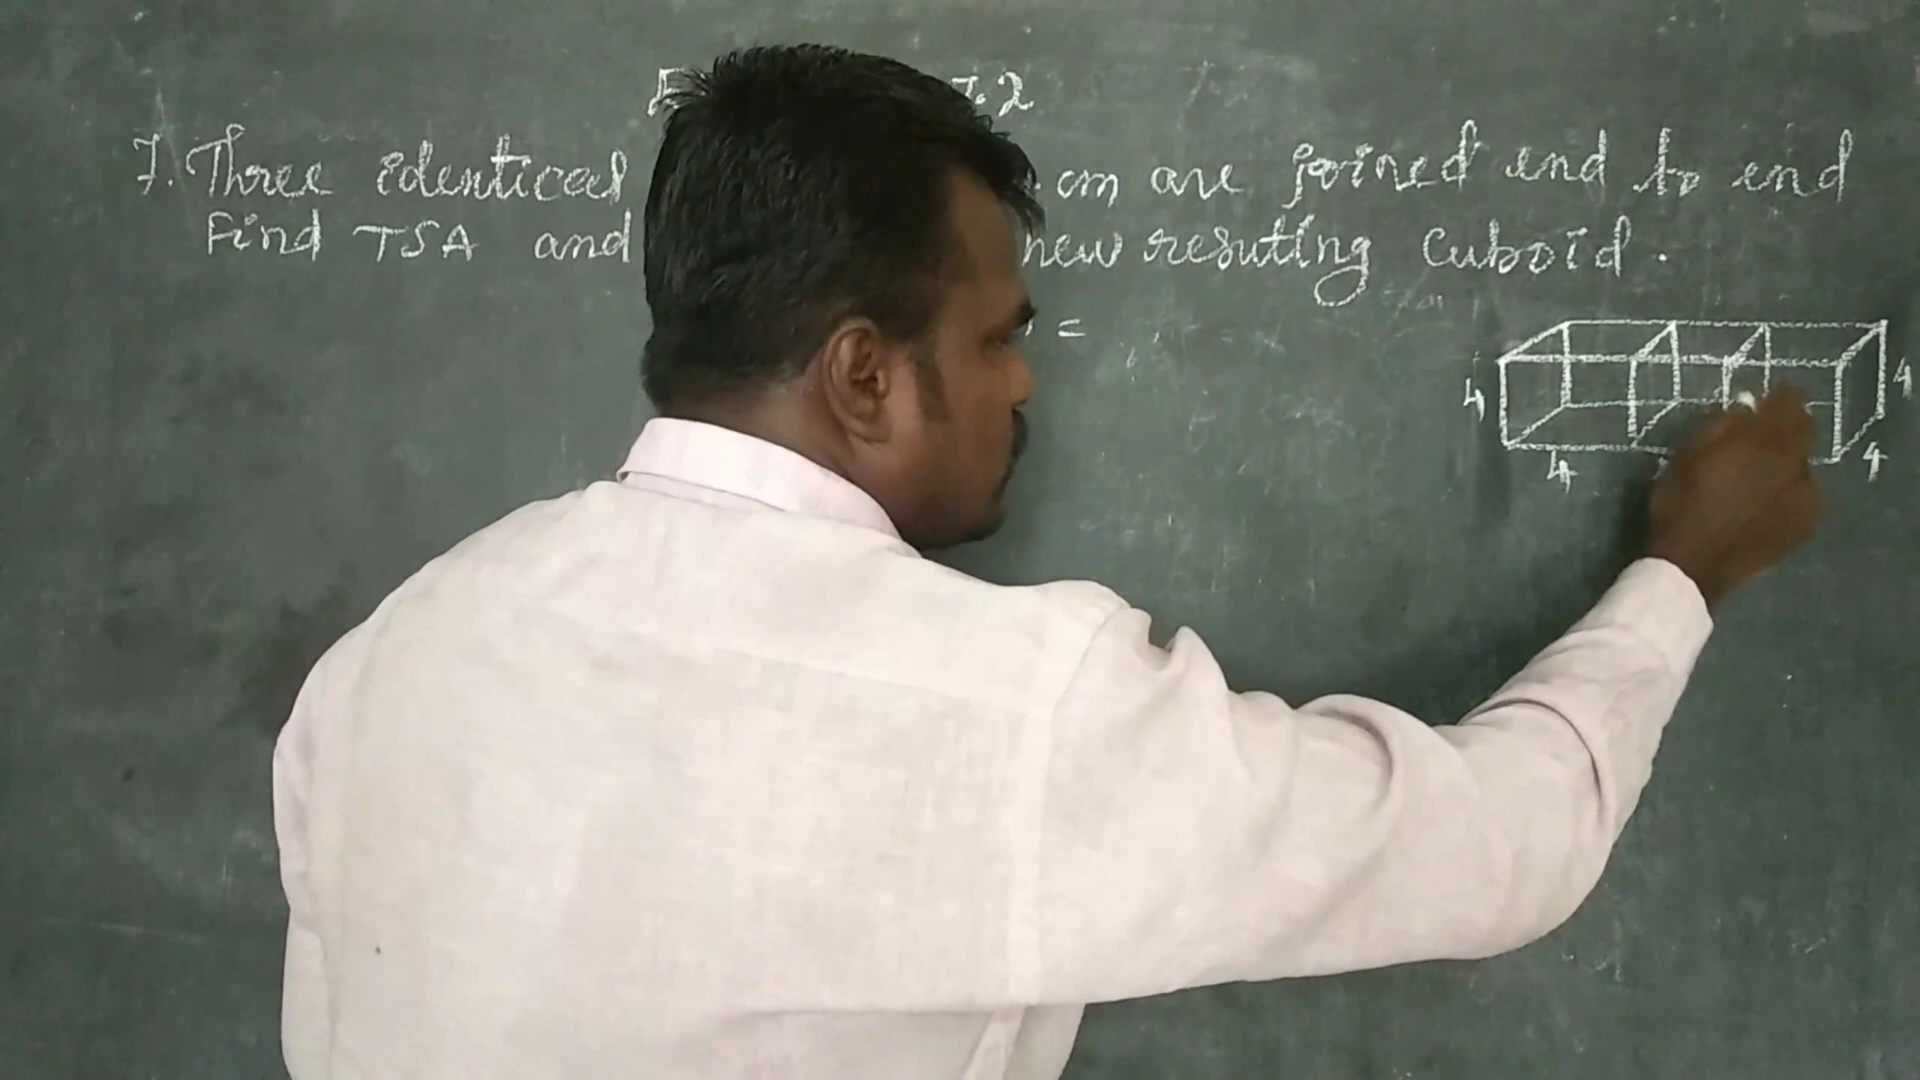 7.2
7. Three identical cm are joined end to end
Find TSA and new resuting cuboid.
=
4 4
4 4